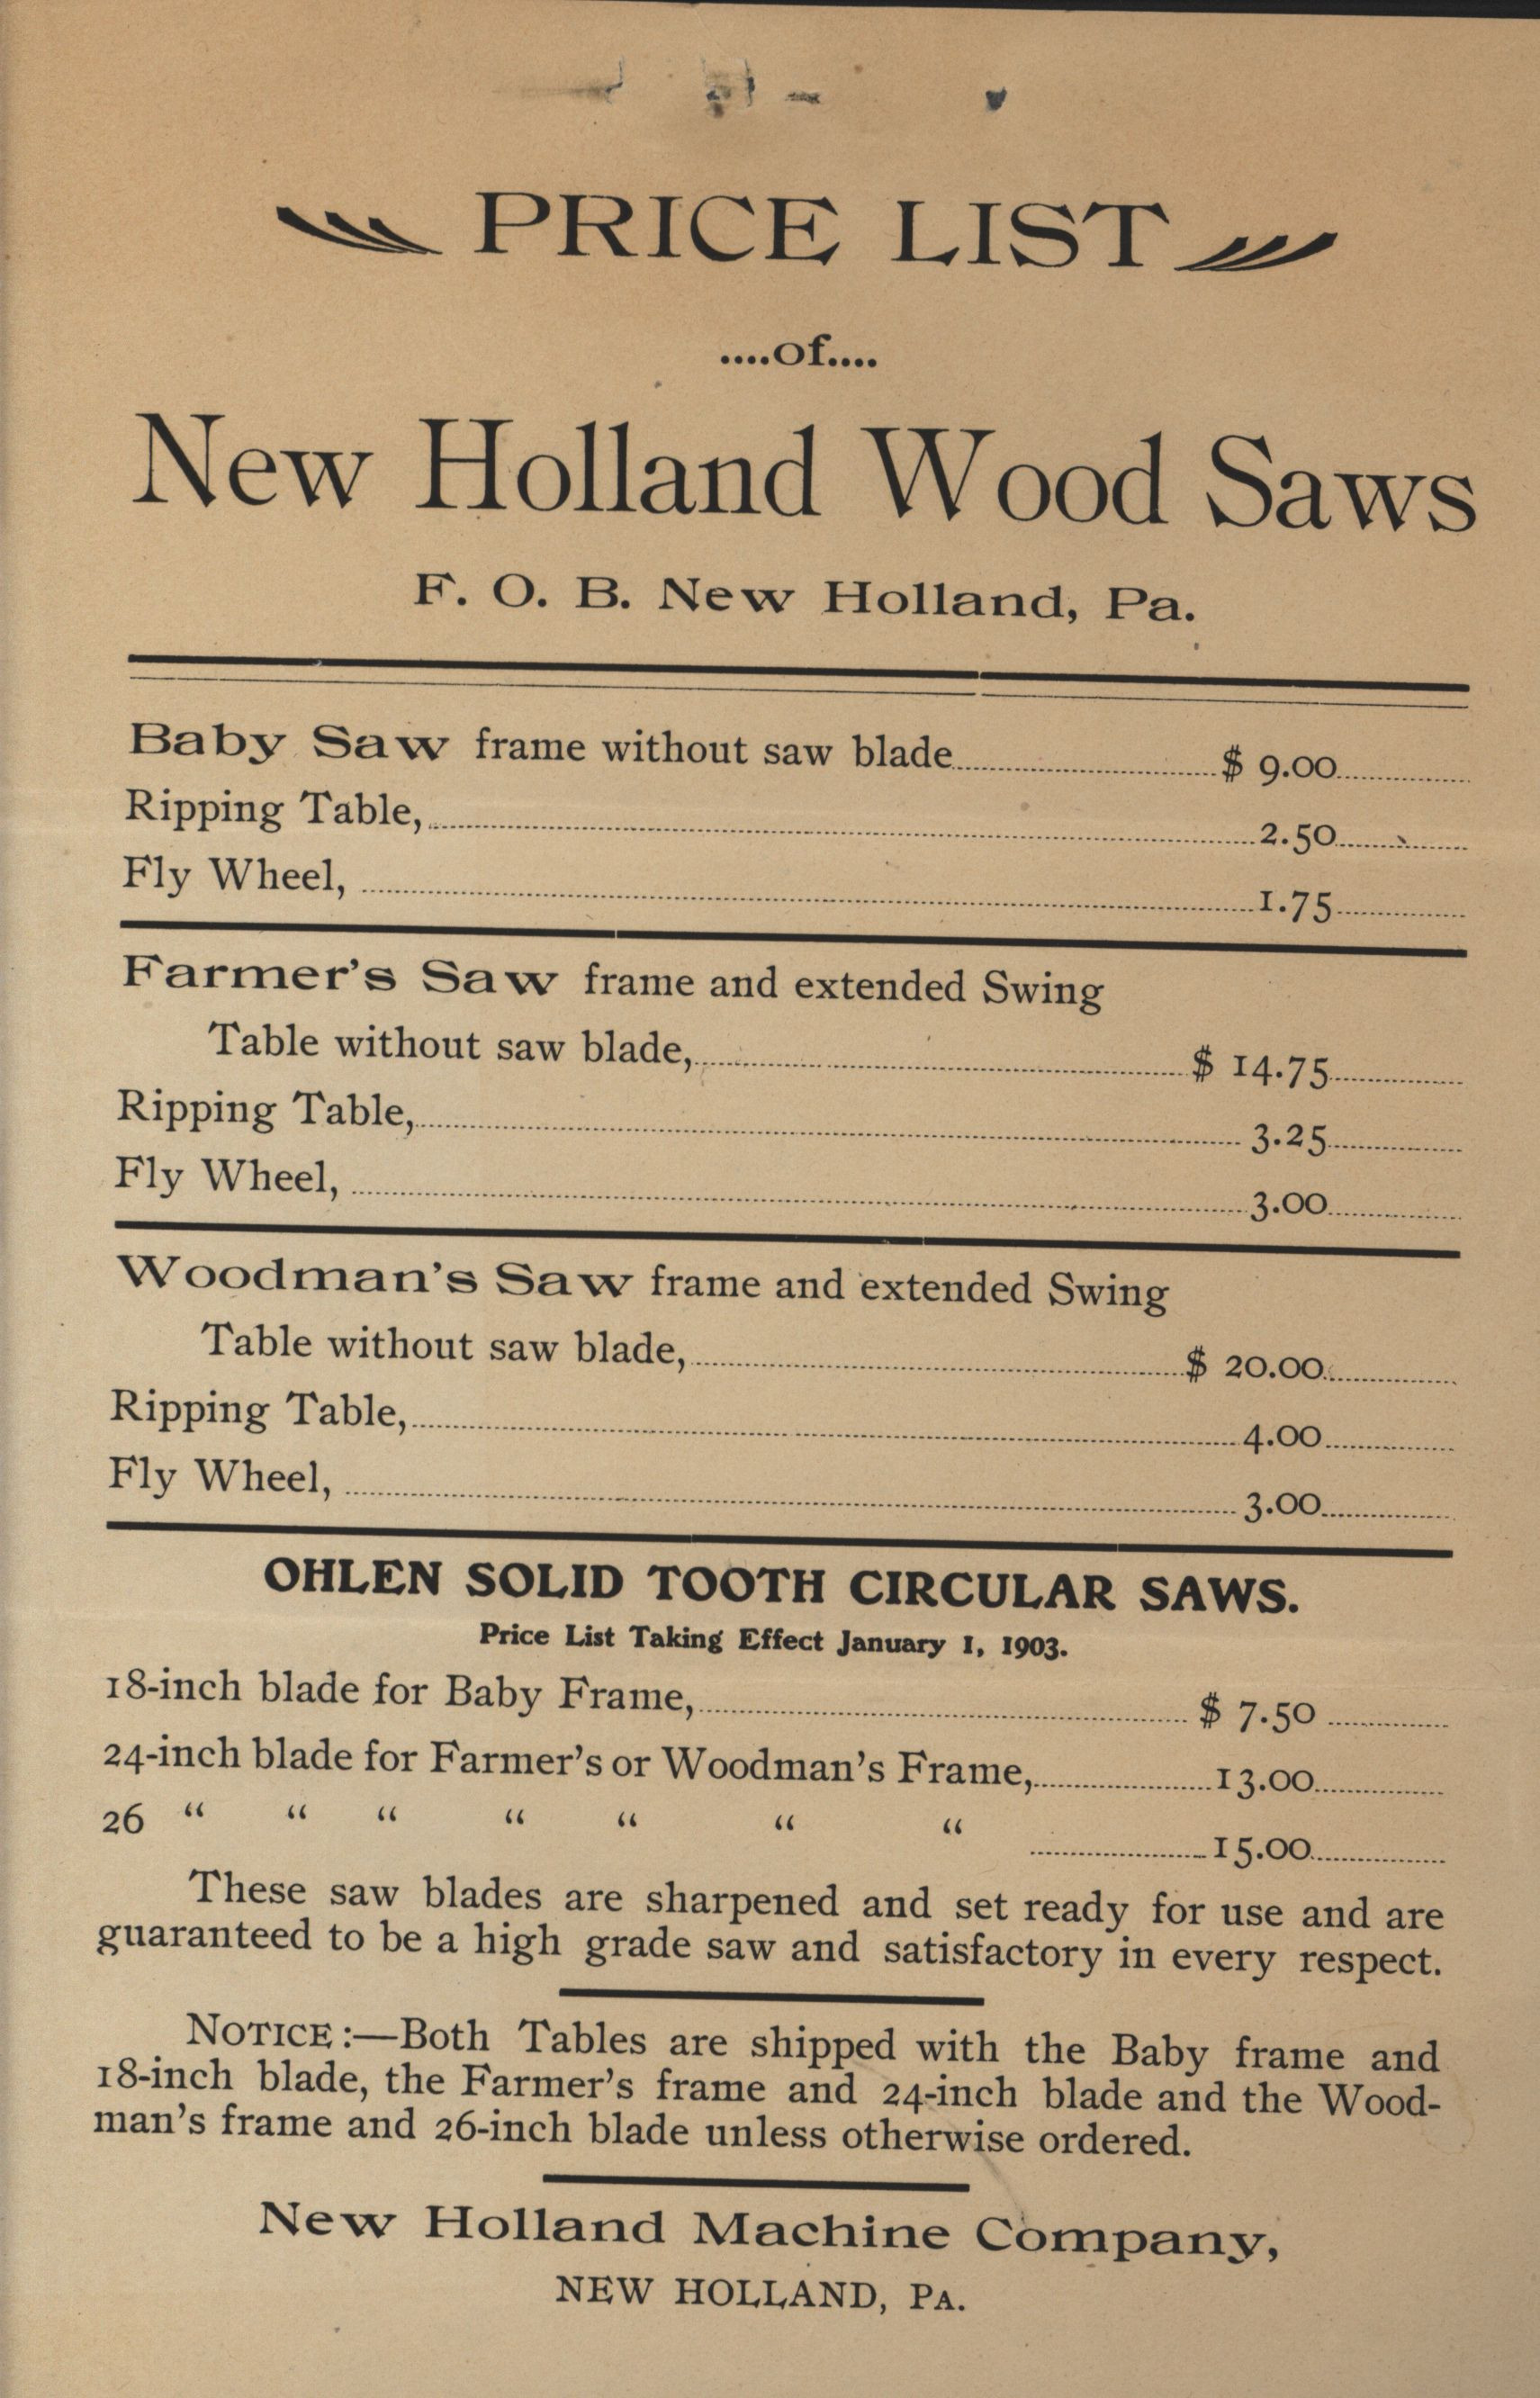 PRICE LIST
....of....
New Holland Wood Saws
F. O. B. New Holland, Pa.
Baby Saw frame without saw blade $ 9.00
Ripping Table, 2.50
Fly Wheel, 1.75
Farmer's Saw frame and extended Swing
Table without saw blade, $ 14.75
Ripping Table, 3.25
Fly Wheel, 3.00
Woodman's Saw frame and extended Swing
Table without saw blade, $ 20.00
Ripping Table, 4.00
Fly Wheel, 3.00
OHLEN SOLID TOOTH CIRCULAR SAWS.
Price List Taking Effect January 1, 1903.
18-inch blade for Baby Frame, $ 7.50
24-inch blade for Farmer's or Woodman's Frame, 13.00
26 “ “ “ “ “ “ “ 15.00
These saw blades are sharpened and set ready for use and are
guaranteed to be a high grade saw and satisfactory in every respect.
NOTICE:—Both Tables are shipped with the Baby frame and
18-inch blade, the Farmer's frame and 24-inch blade and the Wood-
man's frame and 26-inch blade unless otherwise ordered.
New Holland Machine Company,
NEW HOLLAND, PA.